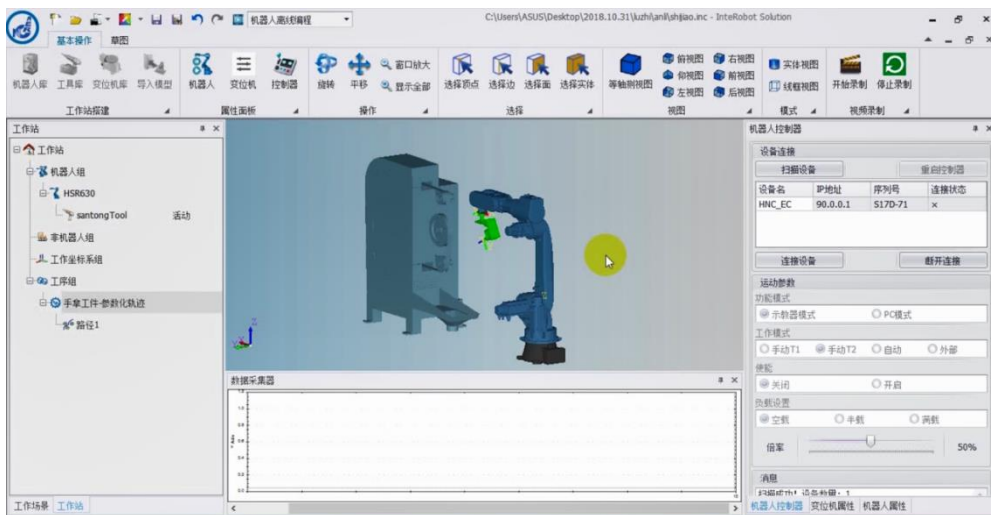 机器人离线编程
C:\Users\ASUS\Desktop\2018.10.31\luzhi\anli\shijiao.inc - InteRobot Solution
基本操作 草图
机器人库 工具库 变位机库 导入模型 机器人 变位机 控制器 旋转 平移 窗口放大 显示全部 选择顶点 选择边 选择面 选择实体 等轴测视图 俯视图 仰视图 左视图 右视图 前视图 后视图 实体视图 线框视图 开始录制 停止录制
工作站搭建 属性面板 操作 选择 视图 模式 视频录制
工作站
工作站
机器人组
HSR630
santongTool 活动
非机器人组
工作坐标系组
工序组
路径1
工作场景 工作站
Z
数据采集器
机器人控制器
设备连接
扫描设备 重启控制器
设备名 IP地址 序列号 连接状态
HNC_EC 90.0.0.1 S17D-71 ×
连接设备 断开连接
运动参数
功能模式
示教器模式 PC模式
工作模式
手动T1 手动T2 自动 外部
使能
关闭 开启
负载设置
空载 半载 满载
倍率 50%
消息
扫描成功! 设备数量: 1
机器人控制器 变位机属性 机器人属性